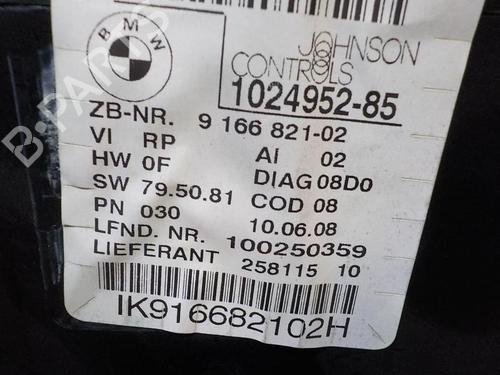 BMW
JOHNSON
CONTROLS
1024952-85
ZB-NR. 9 166 821-02
VI RP AI 02
HW 0F DIAG 08D0
SW 79.50.81 COD 08
PN 030 10.06.08
LFND. NR. 100250359
LIEFERANT 258115 10
IK916682102H
B-PARTS